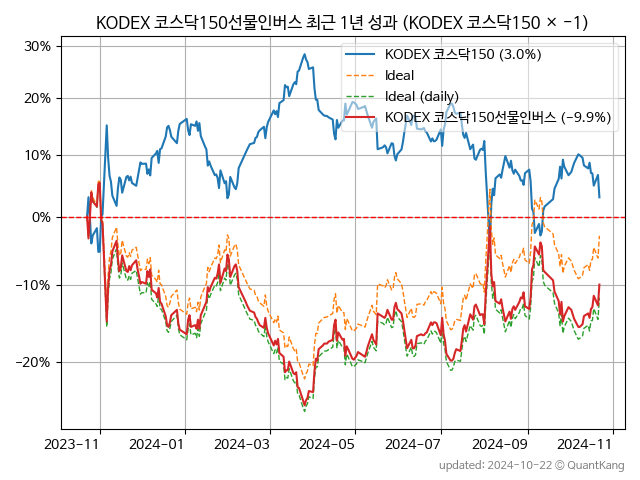 KODEX 코스닥150선물인버스 최근 1년 성과 (KODEX 코스닥150 × −1)
30%
20%
10%
0%
−10%
−20%
KODEX 코스닥150 (3.0%)
Ideal
Ideal (daily)
KODEX 코스닥150선물인버스 (−9.9%)
2023-11 2024-01 2024-03 2024-05 2024-07 2024-09 2024-11
updated: 2024-10-22 © QuantKang